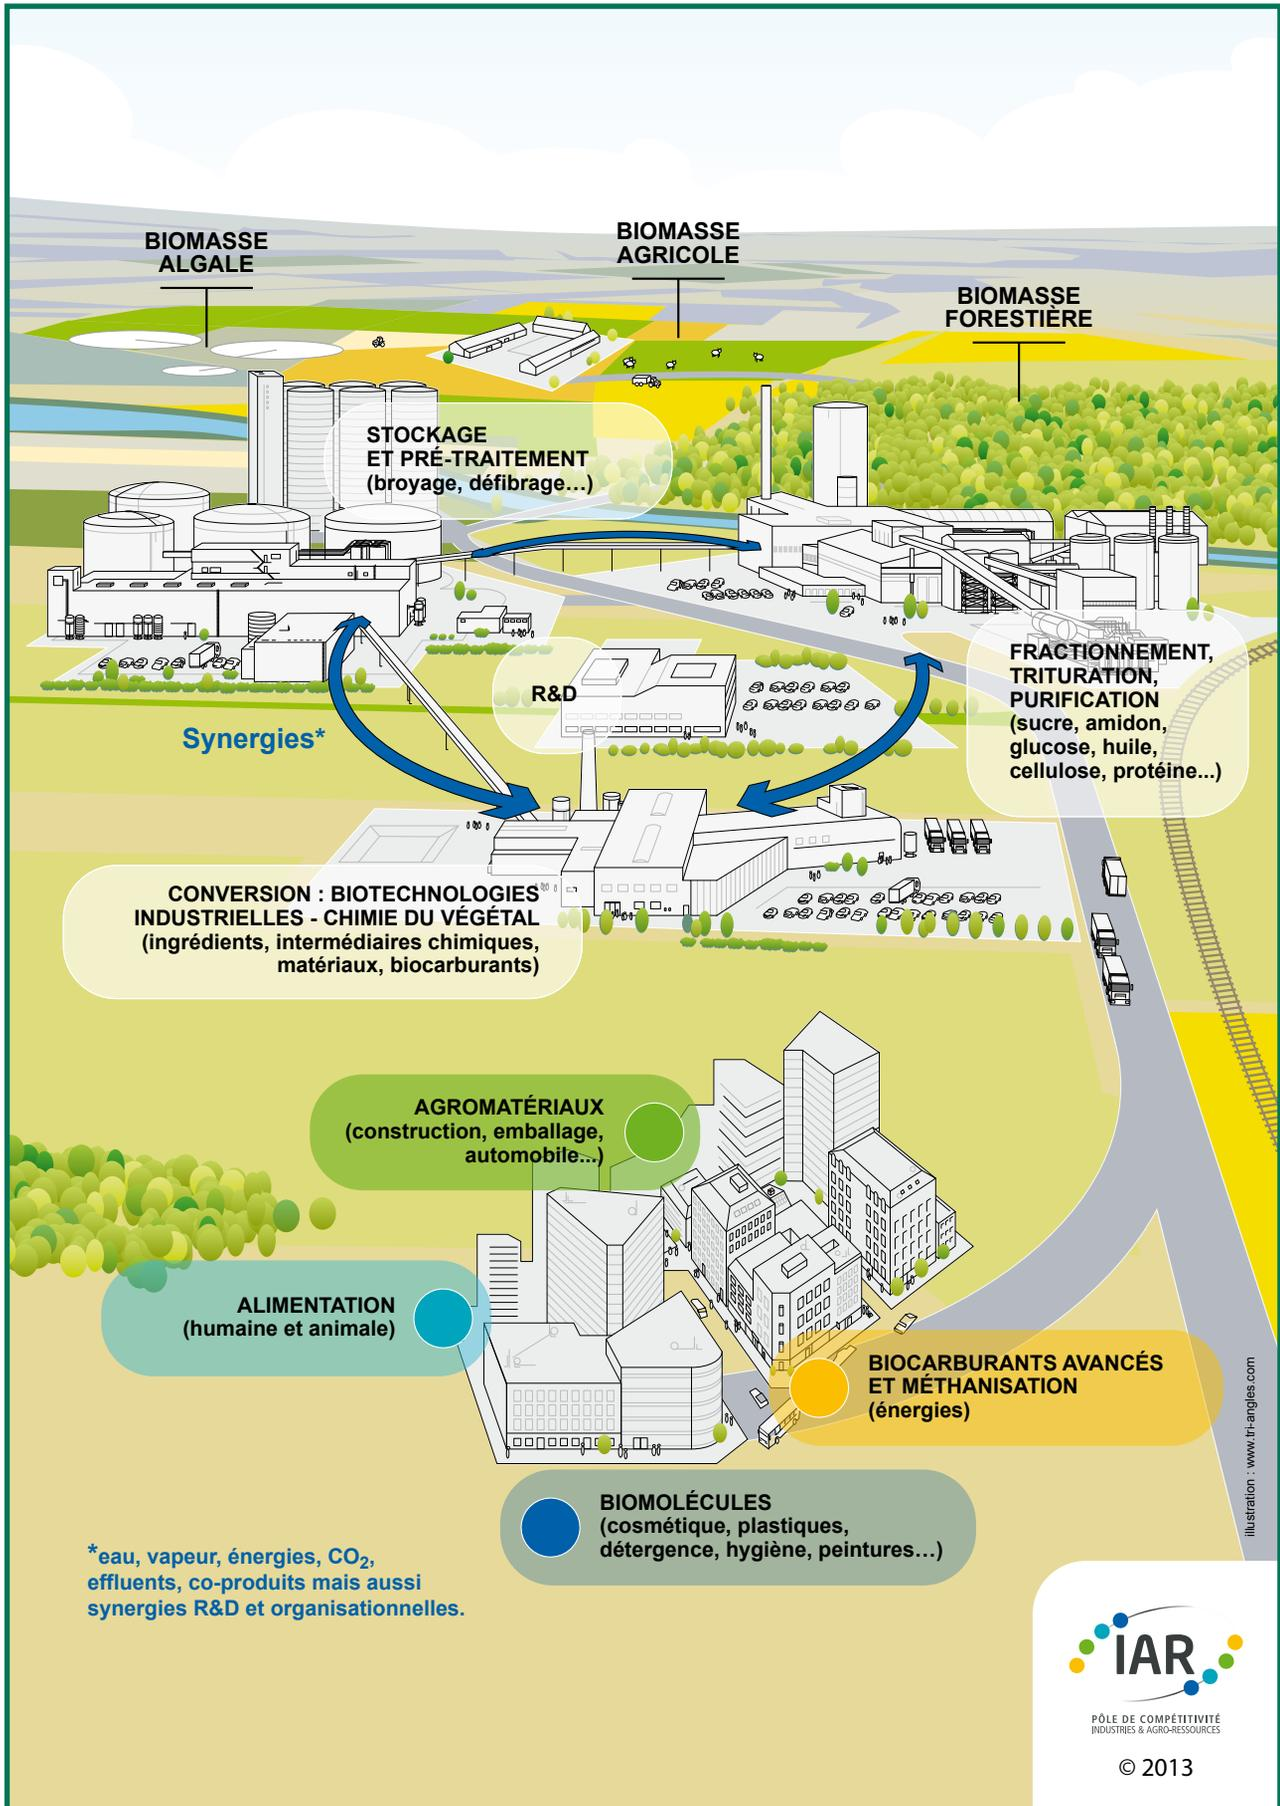 BIOMASSE
ALGALE
BIOMASSE
AGRICOLE
BIOMASSE
FORESTIÈRE
STOCKAGE
ET PRÉ-TRAITEMENT
(broyage, défibrage…)
FRACTIONNEMENT,
TRITURATION,
PURIFICATION
(sucre, amidon,
glucose, huile,
cellulose, protéine...)
R&D
Synergies*
CONVERSION : BIOTECHNOLOGIES
INDUSTRIELLES - CHIMIE DU VÉGÉTAL
(ingrédients, intermédiaires chimiques,
matériaux, biocarburants)
AGROMATÉRIAUX
(construction, emballage,
automobile...)
ALIMENTATION
(humaine et animale)
BIOCARBURANTS AVANCÉS
ET MÉTHANISATION
(énergies)
BIOMOLÉCULES
(cosmétique, plastiques,
détergence, hygiène, peintures…)
*eau, vapeur, énergies, CO2,
effluents, co-produits mais aussi
synergies R&D et organisationnelles.
illustration : www.tri-angles.com
IAR
PÔLE DE COMPÉTITIVITÉ
INDUSTRIES & AGRO-RESSOURCES
© 2013